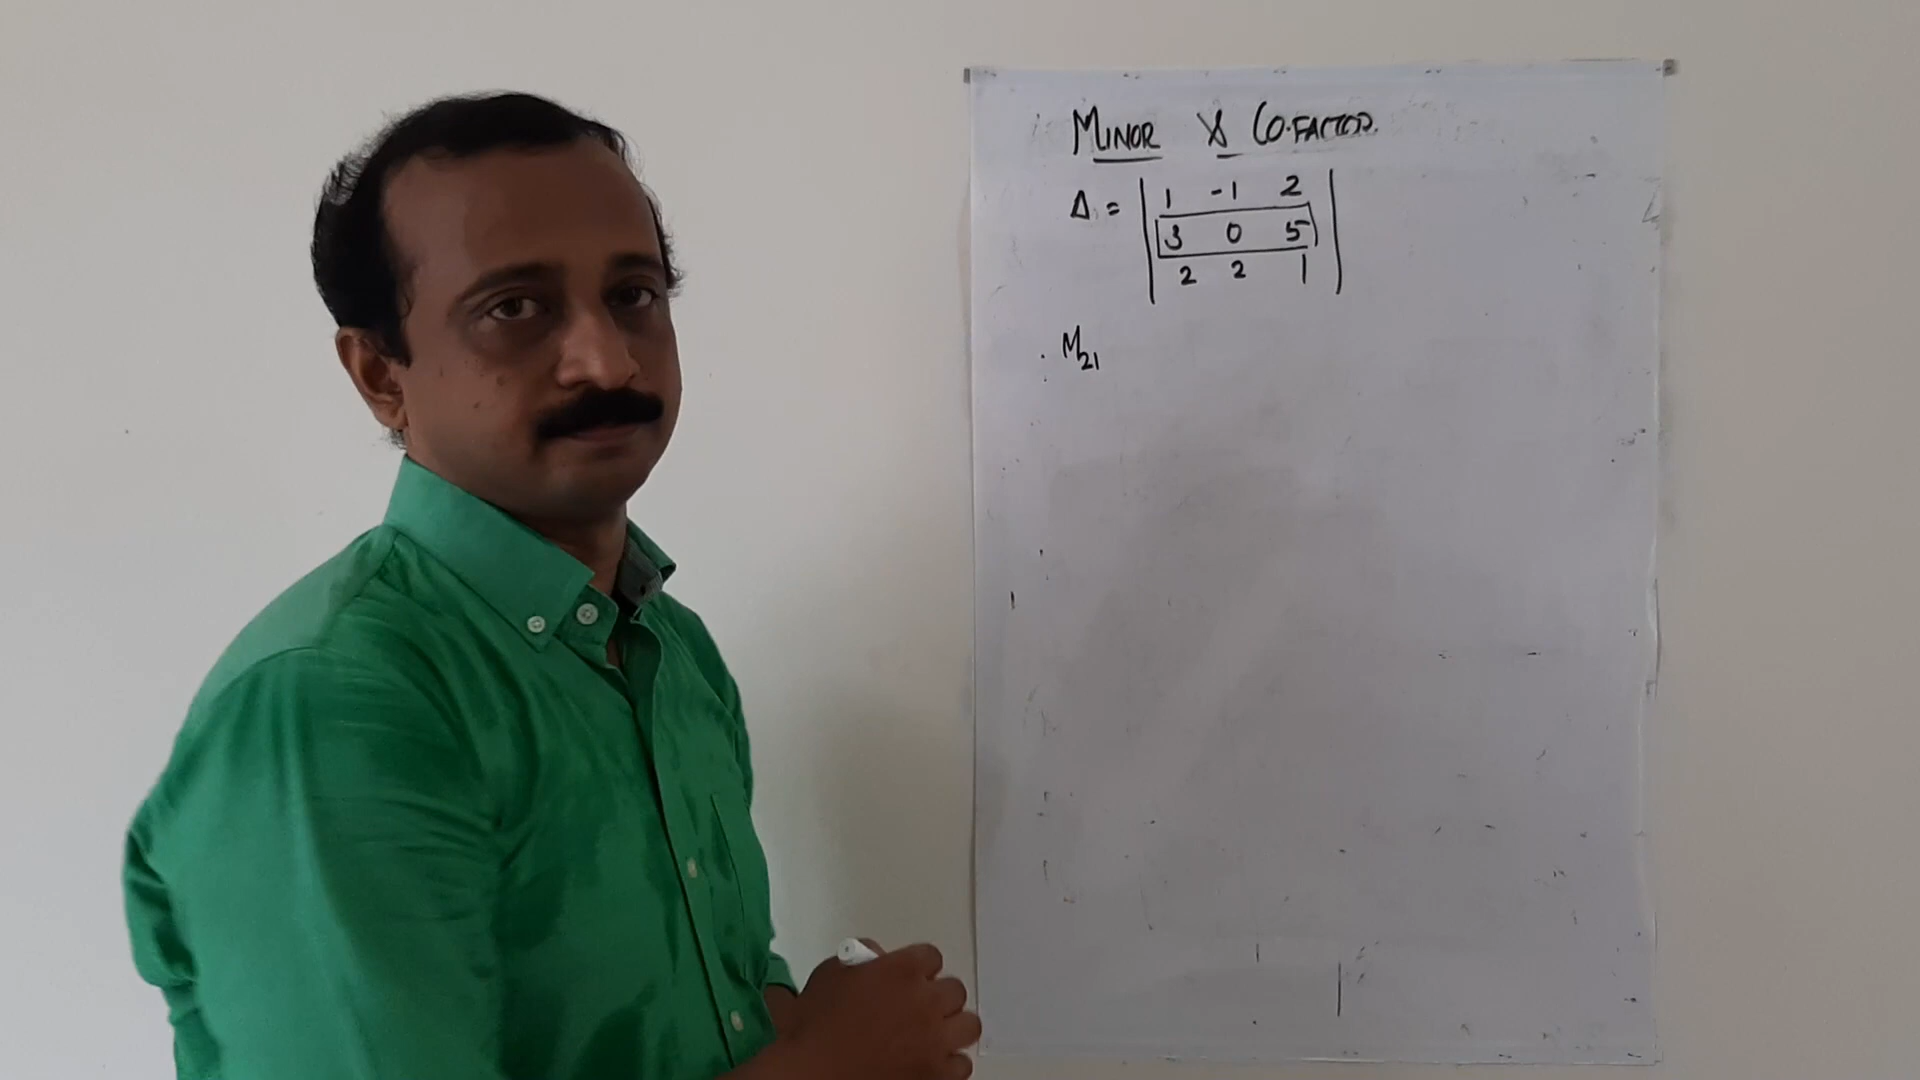 MINOR & CO-FACTOR.
Δ = | 1 -1 2 |
3 0 5
2 2 1
M21